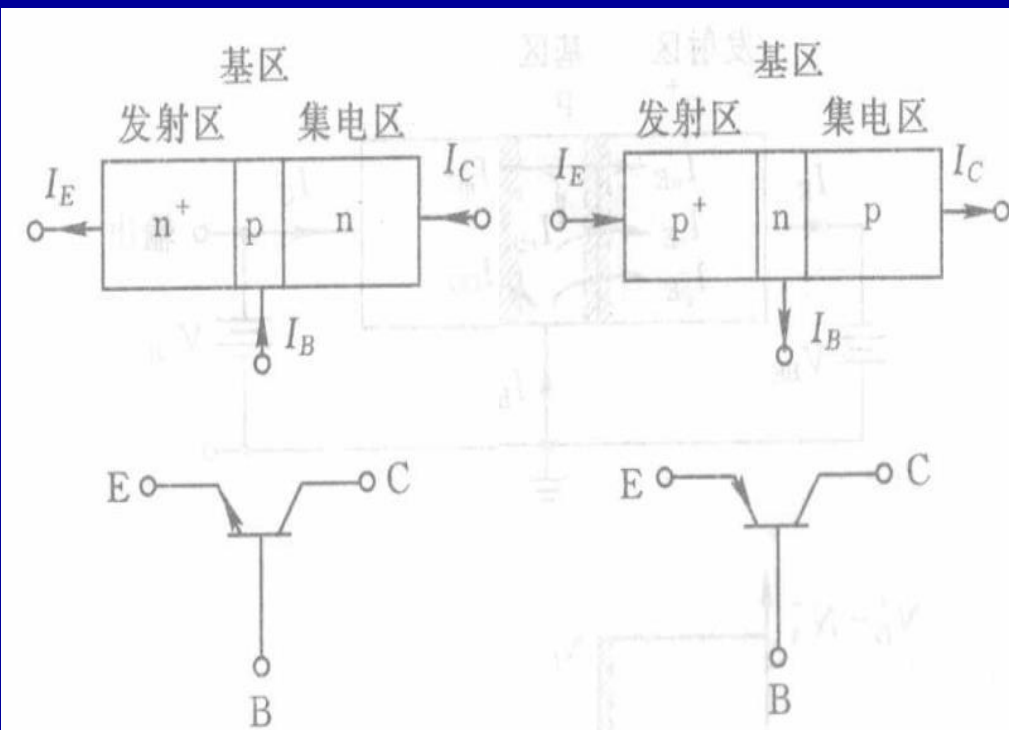 基区 基区
发射区 集电区 发射区 集电区
I_E n⁺ p n I_C I_E p⁺ n p I_C
I_B I_B
E C E C
B B